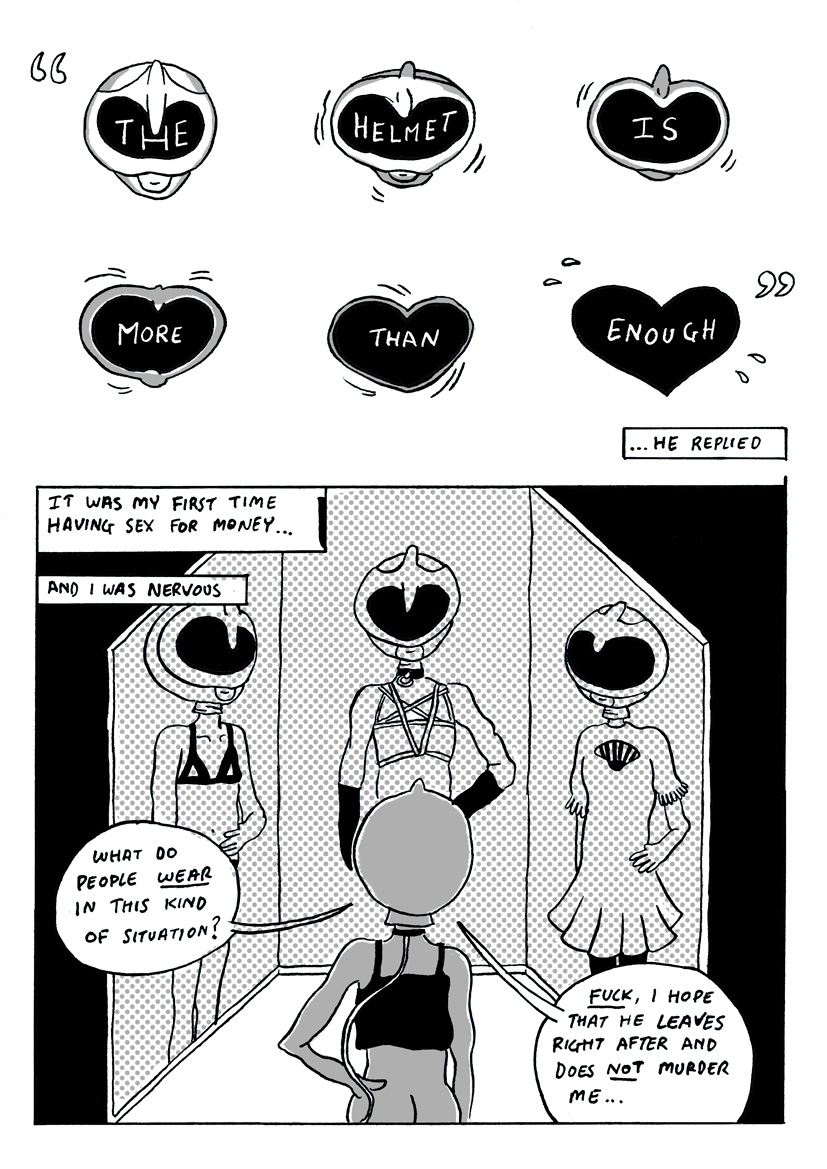 “ THE HELMET IS
MORE THAN ENOUGH ”
...HE REPLIED
IT WAS MY FIRST TIME
HAVING SEX FOR MONEY...
AND I WAS NERVOUS
WHAT DO
PEOPLE WEAR
IN THIS KIND
OF SITUATION?
FUCK, I HOPE
THAT HE LEAVES
RIGHT AFTER AND
DOES NOT MURDER
ME...